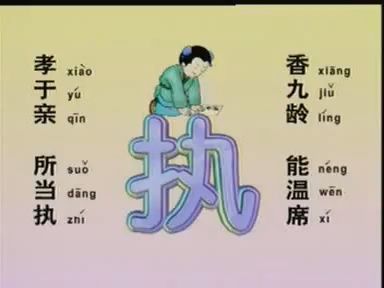 香 xiāng
九 jiǔ
龄 líng
能 néng
温 wēn
席 xí
孝 xiào
于 yú
亲 qīn
所 suǒ
当 dāng
执 zhí
执